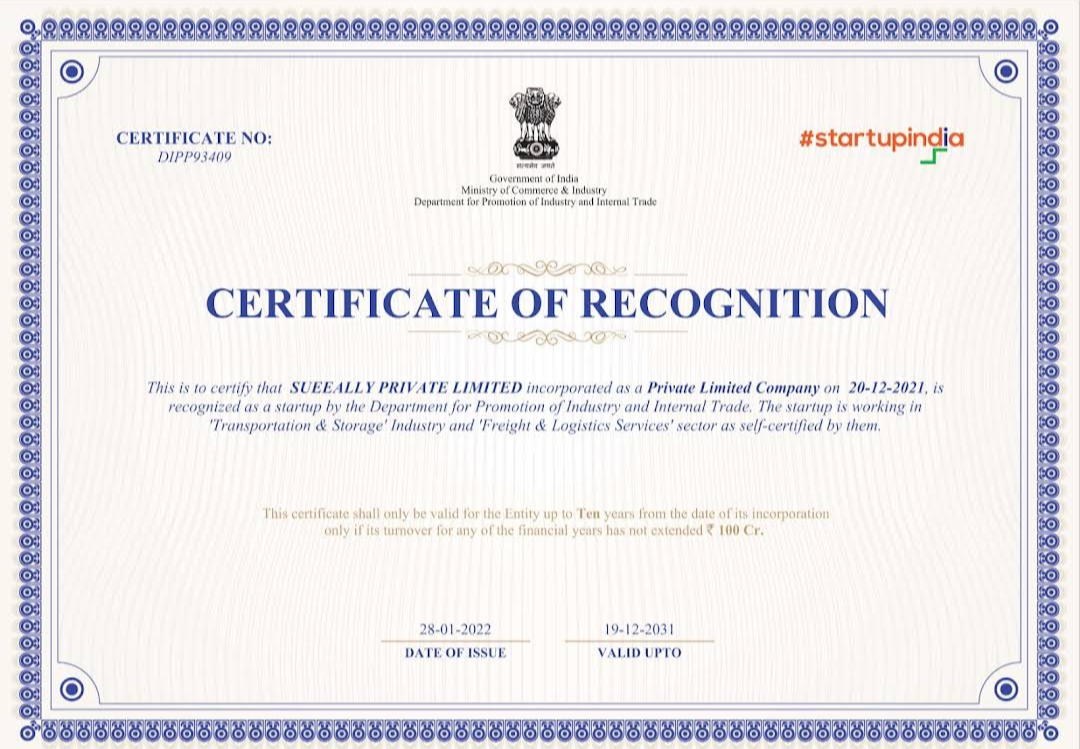 CERTIFICATE NO:
DIPP93409
#startupindia
सत्यमेव जयते
Government of India
Ministry of Commerce & Industry
Department for Promotion of Industry and Internal Trade
CERTIFICATE OF RECOGNITION
This is to certify that SUEEALLY PRIVATE LIMITED incorporated as a Private Limited Company on 20-12-2021, is
recognized as a startup by the Department for Promotion of Industry and Internal Trade. The startup is working in
'Transportation & Storage' Industry and 'Freight & Logistics Services' sector as self-certified by them.
This certificate shall only be valid for the Entity up to Ten years from the date of its incorporation
only if its turnover for any of the financial years has not extended ₹ 100 Cr.
28-01-2022
DATE OF ISSUE
19-12-2031
VALID UPTO